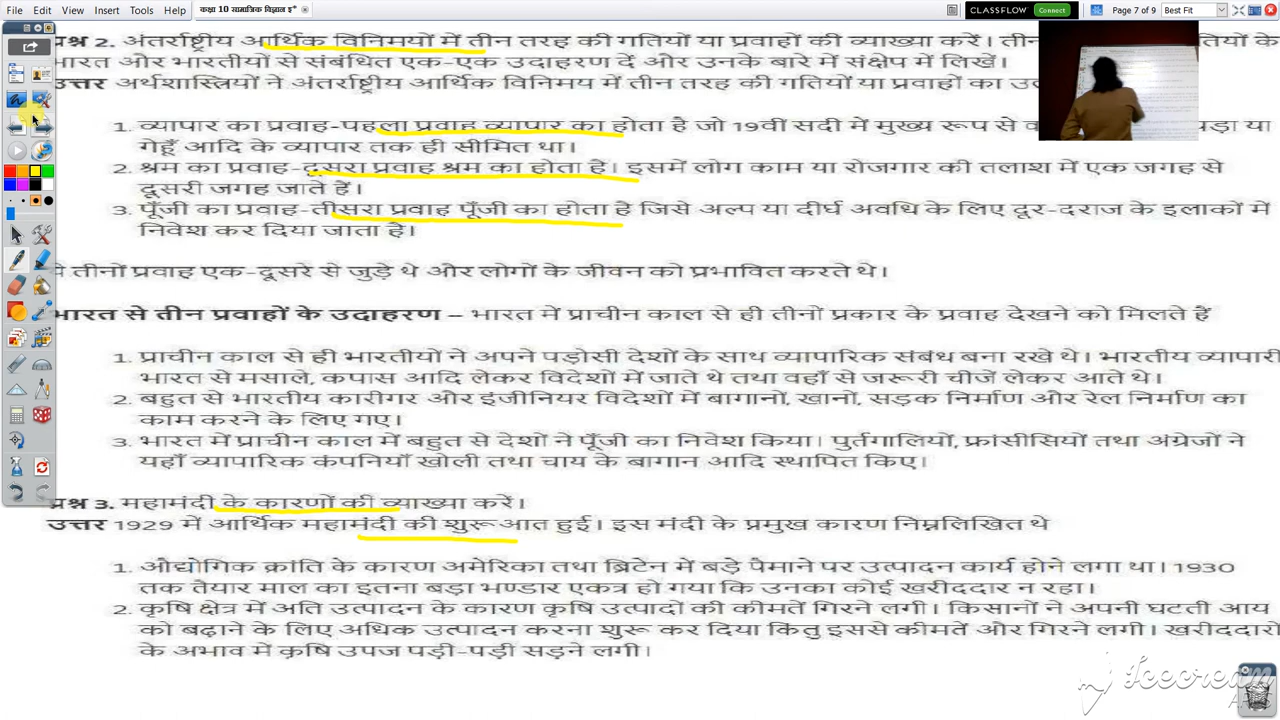 File Edit View Insert Tools Help कक्षा 10 सामाजिक विज्ञान इ* CLASSFLOW Connect Page 7 of 9 Best Fit
प्रश्न 2. अंतर्राष्ट्रीय आर्थिक विनिमयों में तीन तरह की गतियों या प्रवाहों की व्याख्या करें। तीन तियों के
भारत और भारतीयों से संबंधित एक-एक उदाहरण दें और उनके बारे में संक्षेप में लिखें।
उत्तर अर्थशास्त्रियों ने अंतर्राष्ट्रीय आर्थिक विनिमय में तीन तरह की गतियों या प्रवाहों का
1. व्यापार का प्रवाह-पहला प्रवाह व्यापार का होता है जो 19वीं सदी में मुख्य रूप से पड़ा या
गेहूँ आदि के व्यापार तक ही सीमित था।
2. श्रम का प्रवाह-दूसरा प्रवाह श्रम का होता है। इसमें लोग काम या रोजगार की तलाश में एक जगह से
दूसरी जगह जाते हैं।
3. पूँजी का प्रवाह-तीसरा प्रवाह पूँजी का होता है जिसे अल्प या दीर्घ अवधि के लिए दूर-दराज के इलाकों में
निवेश कर दिया जाता है।
तीनों प्रवाह एक-दूसरे से जुड़े थे और लोगों के जीवन को प्रभावित करते थे।
भारत से तीन प्रवाहों के उदाहरण – भारत में प्राचीन काल से ही तीनों प्रकार के प्रवाह देखने को मिलते हैं
1. प्राचीन काल से ही भारतीयों ने अपने पड़ोसी देशों के साथ व्यापारिक संबंध बना रखे थे। भारतीय व्यापारी
भारत से मसाले, कपास आदि लेकर विदेशों में जाते थे तथा वहाँ से जरूरी चीजें लेकर आते थे।
2. बहुत से भारतीय कारीगर और इंजीनियर विदेशों में बागानों, खानों, सड़क निर्माण और रेल निर्माण का
काम करने के लिए गए।
3. भारत में प्राचीन काल में बहुत से देशों ने पूँजी का निवेश किया। पुर्तगालियों, फ्रांसीसियों तथा अंग्रेजों ने
यहाँ व्यापारिक कंपनियाँ खोली तथा चाय के बागान आदि स्थापित किए।
प्रश्न 3. महामंदी के कारणों की व्याख्या करें।
उत्तर 1929 में आर्थिक महामंदी की शुरूआत हुई। इस मंदी के प्रमुख कारण निम्नलिखित थे
1. औद्योगिक क्रांति के कारण अमेरिका तथा ब्रिटेन में बड़े पैमाने पर उत्पादन कार्य होने लगा था। 1930
तक तैयार माल का इतना बड़ा भण्डार एकत्र हो गया कि उनका कोई खरीददार न रहा।
2. कृषि क्षेत्र में अति उत्पादन के कारण कृषि उत्पादों की कीमतें गिरने लगी। किसानों ने अपनी घटती आय
को बढ़ाने के लिए अधिक उत्पादन करना शुरू कर दिया किंतु इससे कीमतें और गिरने लगी। खरीददारों
के अभाव में कृषि उपज पड़ी-पड़ी सड़ने लगी।
Icecream